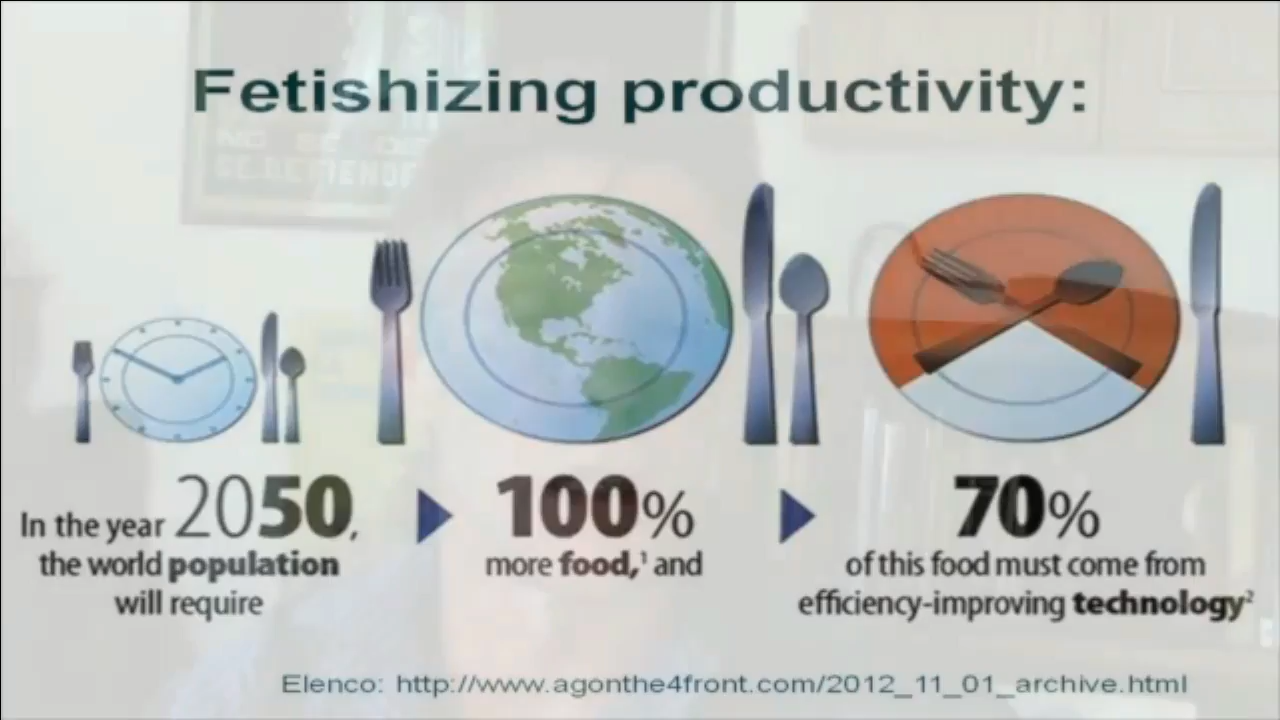 Fetishizing productivity:
In the year 2050,
the world population
will require
100%
more food,¹ and
70%
of this food must come from
efficiency-improving technology²
Elenco: http://www.agonthe4front.com/2012_11_01_archive.html